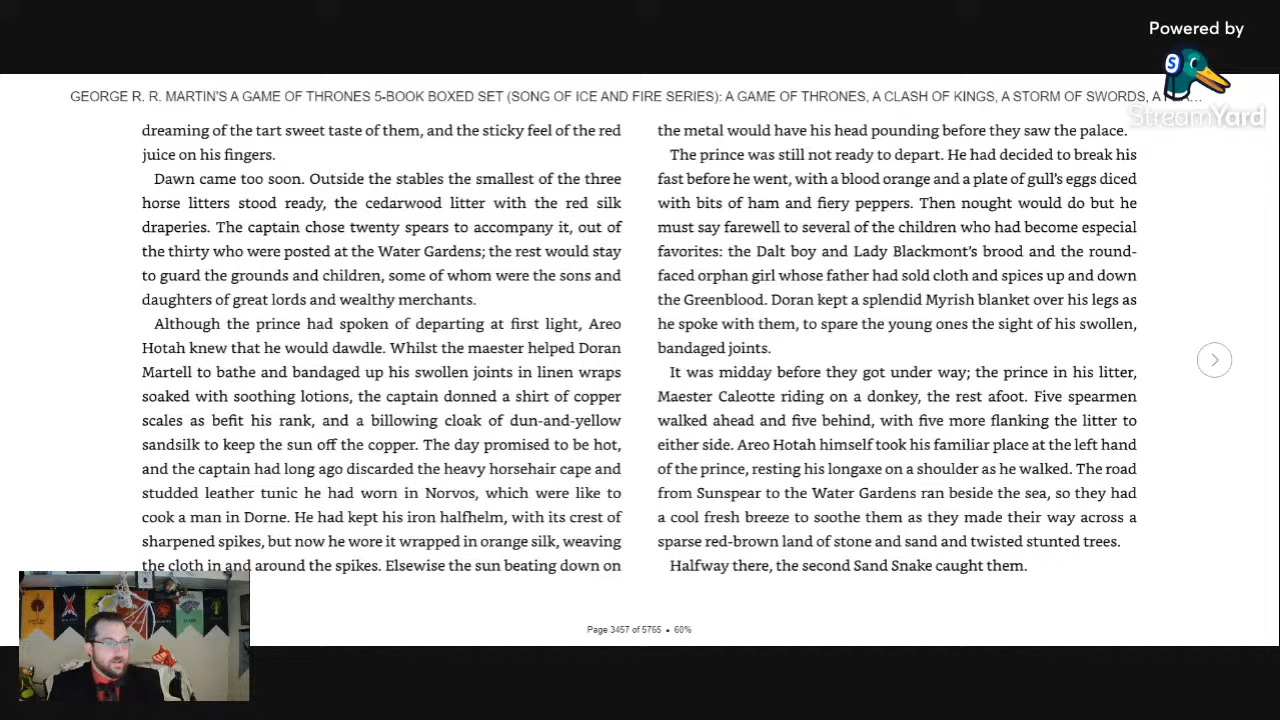 Powered by
StreamYard
GEORGE R. R. MARTIN'S A GAME OF THRONES 5-BOOK BOXED SET (SONG OF ICE AND FIRE SERIES): A GAME OF THRONES, A CLASH OF KINGS, A STORM OF SWORDS, A
dreaming of the tart sweet taste of them, and the sticky feel of the red
juice on his fingers.
Dawn came too soon. Outside the stables the smallest of the three
horse litters stood ready, the cedarwood litter with the red silk
draperies. The captain chose twenty spears to accompany it, out of
the thirty who were posted at the Water Gardens; the rest would stay
to guard the grounds and children, some of whom were the sons and
daughters of great lords and wealthy merchants.
Although the prince had spoken of departing at first light, Areo
Hotah knew that he would dawdle. Whilst the maester helped Doran
Martell to bathe and bandaged up his swollen joints in linen wraps
soaked with soothing lotions, the captain donned a shirt of copper
scales as befit his rank, and a billowing cloak of dun-and-yellow
sandsilk to keep the sun off the copper. The day promised to be hot,
and the captain had long ago discarded the heavy horsehair cape and
studded leather tunic he had worn in Norvos, which were like to
cook a man in Dorne. He had kept his iron halfhelm, with its crest of
sharpened spikes, but now he wore it wrapped in orange silk, weaving
the cloth in and around the spikes. Elsewise the sun beating down on
the metal would have his head pounding before they saw the palace.
The prince was still not ready to depart. He had decided to break his
fast before he went, with a blood orange and a plate of gull's eggs diced
with bits of ham and fiery peppers. Then nought would do but he
must say farewell to several of the children who had become especial
favorites: the Dalt boy and Lady Blackmont's brood and the round-
faced orphan girl whose father had sold cloth and spices up and down
the Greenblood. Doran kept a splendid Myrish blanket over his legs as
he spoke with them, to spare the young ones the sight of his swollen,
bandaged joints.
It was midday before they got under way; the prince in his litter,
Maester Caleotte riding on a donkey, the rest afoot. Five spearmen
walked ahead and five behind, with five more flanking the litter to
either side. Areo Hotah himself took his familiar place at the left hand
of the prince, resting his longaxe on a shoulder as he walked. The road
from Sunspear to the Water Gardens ran beside the sea, so they had
a cool fresh breeze to soothe them as they made their way across a
sparse red-brown land of stone and sand and twisted stunted trees.
Halfway there, the second Sand Snake caught them.
Page 3457 of 5765 • 60%